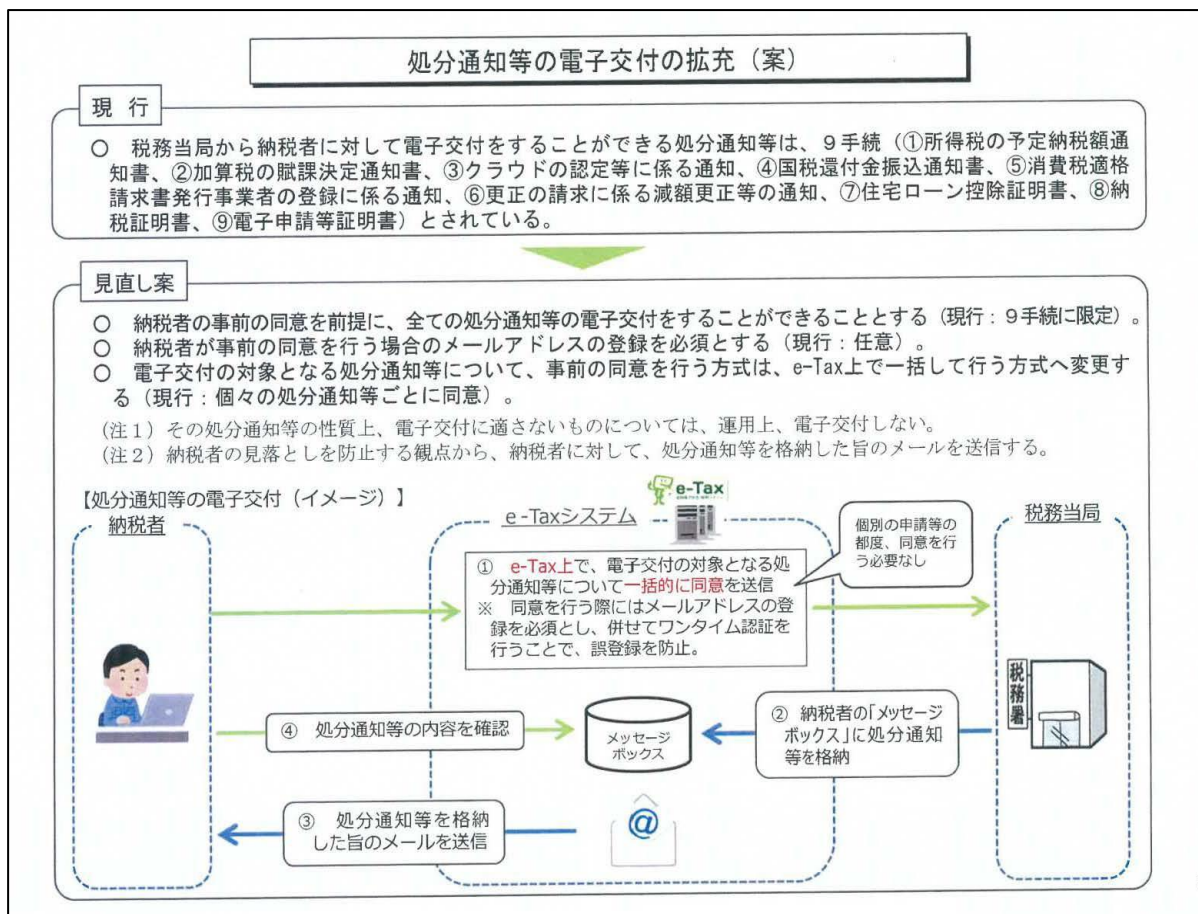 処分通知等の電子交付の拡充（案）
現 行
○ 税務当局から納税者に対して電子交付をすることができる処分通知等は、９手続（①所得税の予定納税額通
知書、②加算税の賦課決定通知書、③クラウドの認定等に係る通知、④国税還付金振込通知書、⑤消費税適格
請求書発行事業者の登録に係る通知、⑥更正の請求に係る減額更正等の通知、⑦住宅ローン控除証明書、⑧納
税証明書、⑨電子申請等証明書）とされている。
見直し案
○ 納税者の事前の同意を前提に、全ての処分通知等の電子交付をすることができることとする（現行：９手続に限定）。
○ 納税者が事前の同意を行う場合のメールアドレスの登録を必須とする（現行：任意）。
○ 電子交付の対象となる処分通知等について、事前の同意を行う方式は、e-Tax上で一括して行う方式へ変更す
る（現行：個々の処分通知等ごとに同意）。
（注１）その処分通知等の性質上、電子交付に適さないものについては、運用上、電子交付しない。
（注２）納税者の見落としを防止する観点から、納税者に対して、処分通知等を格納した旨のメールを送信する。
【処分通知等の電子交付（イメージ）】
納税者
e-Taxシステム
e-Tax
税務当局
個別の申請等の
都度、同意を行
う必要なし
① e-Tax上で、電子交付の対象となる処
分通知等について一括的に同意を送信
※ 同意を行う際にはメールアドレスの登
録を必須とし、併せてワンタイム認証を
行うことで、誤登録を防止。
税務署
④ 処分通知等の内容を確認
メッセージ
ボックス
② 納税者の「メッセージ
ボックス」に処分通知
等を格納
③ 処分通知等を格納
した旨のメールを送信
@